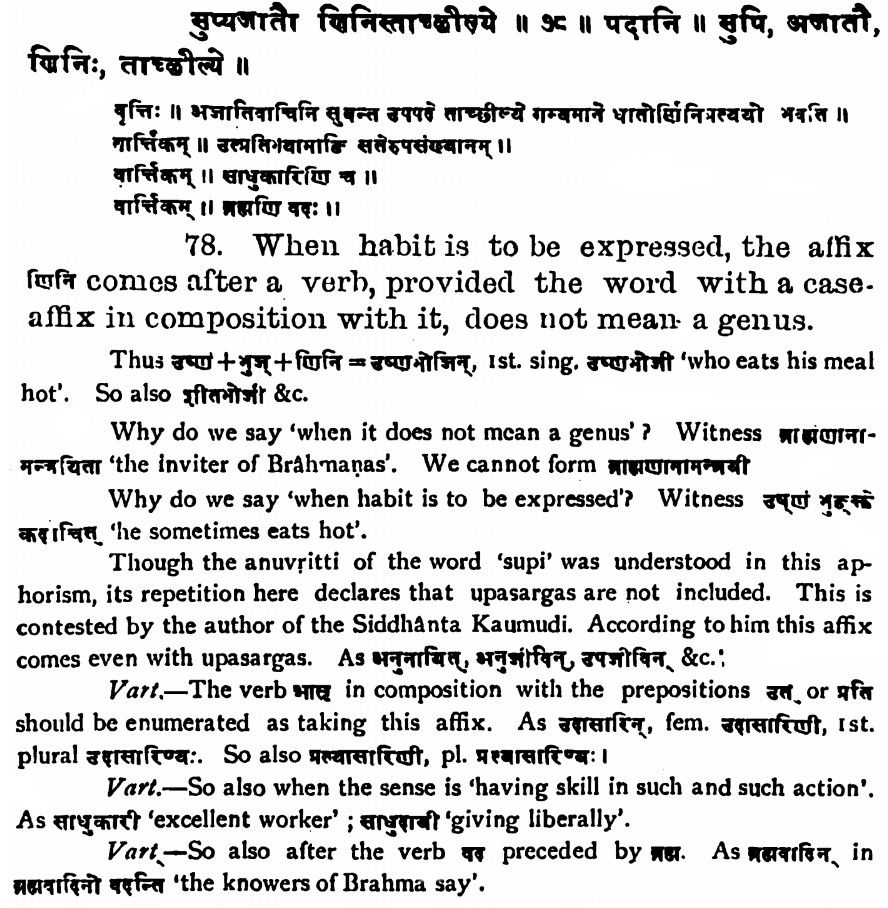 सुप्यजातौ णिनिस्ताच्छील्ये ॥ ७८ ॥ पदानि ॥ सुपि, अजातौ,
णिनिः, ताच्छील्ये ॥
वृत्तिः ॥ अजातिवाचिनि सुबन्त उपपदे ताच्छील्ये गम्यमाने धातोर्णिनिप्रत्ययो भवति ॥
वार्त्तिकम् ॥ उत्प्रतिभ्यामाङि सर्तेरुपसंख्यानम् ॥
वार्त्तिकम् ॥ साधुकारिणि च ॥
वार्त्तिकम् ॥ ब्रह्मणि वदः ॥
78. When habit is to be expressed, the affix
णिनि comes after a verb, provided the word with a case-
affix in composition with it, does not mean a genus.
Thus उष्णं + भुज् + णिनि = उष्णभोजिन्, 1st. sing. उष्णभोजी ‘who eats his meal
hot’. So also शीतभोजी &c.
Why do we say ‘when it does not mean a genus’? Witness ब्राह्मणाना-
मन्त्रयिता ‘the inviter of Brâhmaṇas’. We cannot form ब्राह्मणानामन्त्रयी
Why do we say ‘when habit is to be expressed’? Witness उष्णं भुङ्क्ते
कदाचित् ‘he sometimes eats hot’.
Though the anuvṛitti of the word ‘supi’ was understood in this ap-
horism, its repetition here declares that upasargas are not included. This is
contested by the author of the Siddhânta Kaumudi. According to him this affix
comes even with upasargas. As अनुजीविन्, उपजीविन् &c.
Vart.—The verb in composition with the prepositions उत् or प्रति
should be enumerated as taking this affix. As उदासारिन्, fem. उदासारिणी, 1st.
plural उदासारिण्यः. So also प्रत्यासारिणी, pl. प्रत्यासारिण्यः।
Vart.—So also when the sense is ‘having skill in such and such action’.
As साधुकारी ‘excellent worker’; साधुदायी ‘giving liberally’.
Vart.—So also after the verb वद preceded by ब्रह्म. As ब्रह्मवादिन् in
ब्रह्मवादिनो वदन्ति ‘the knowers of Brahma say’.